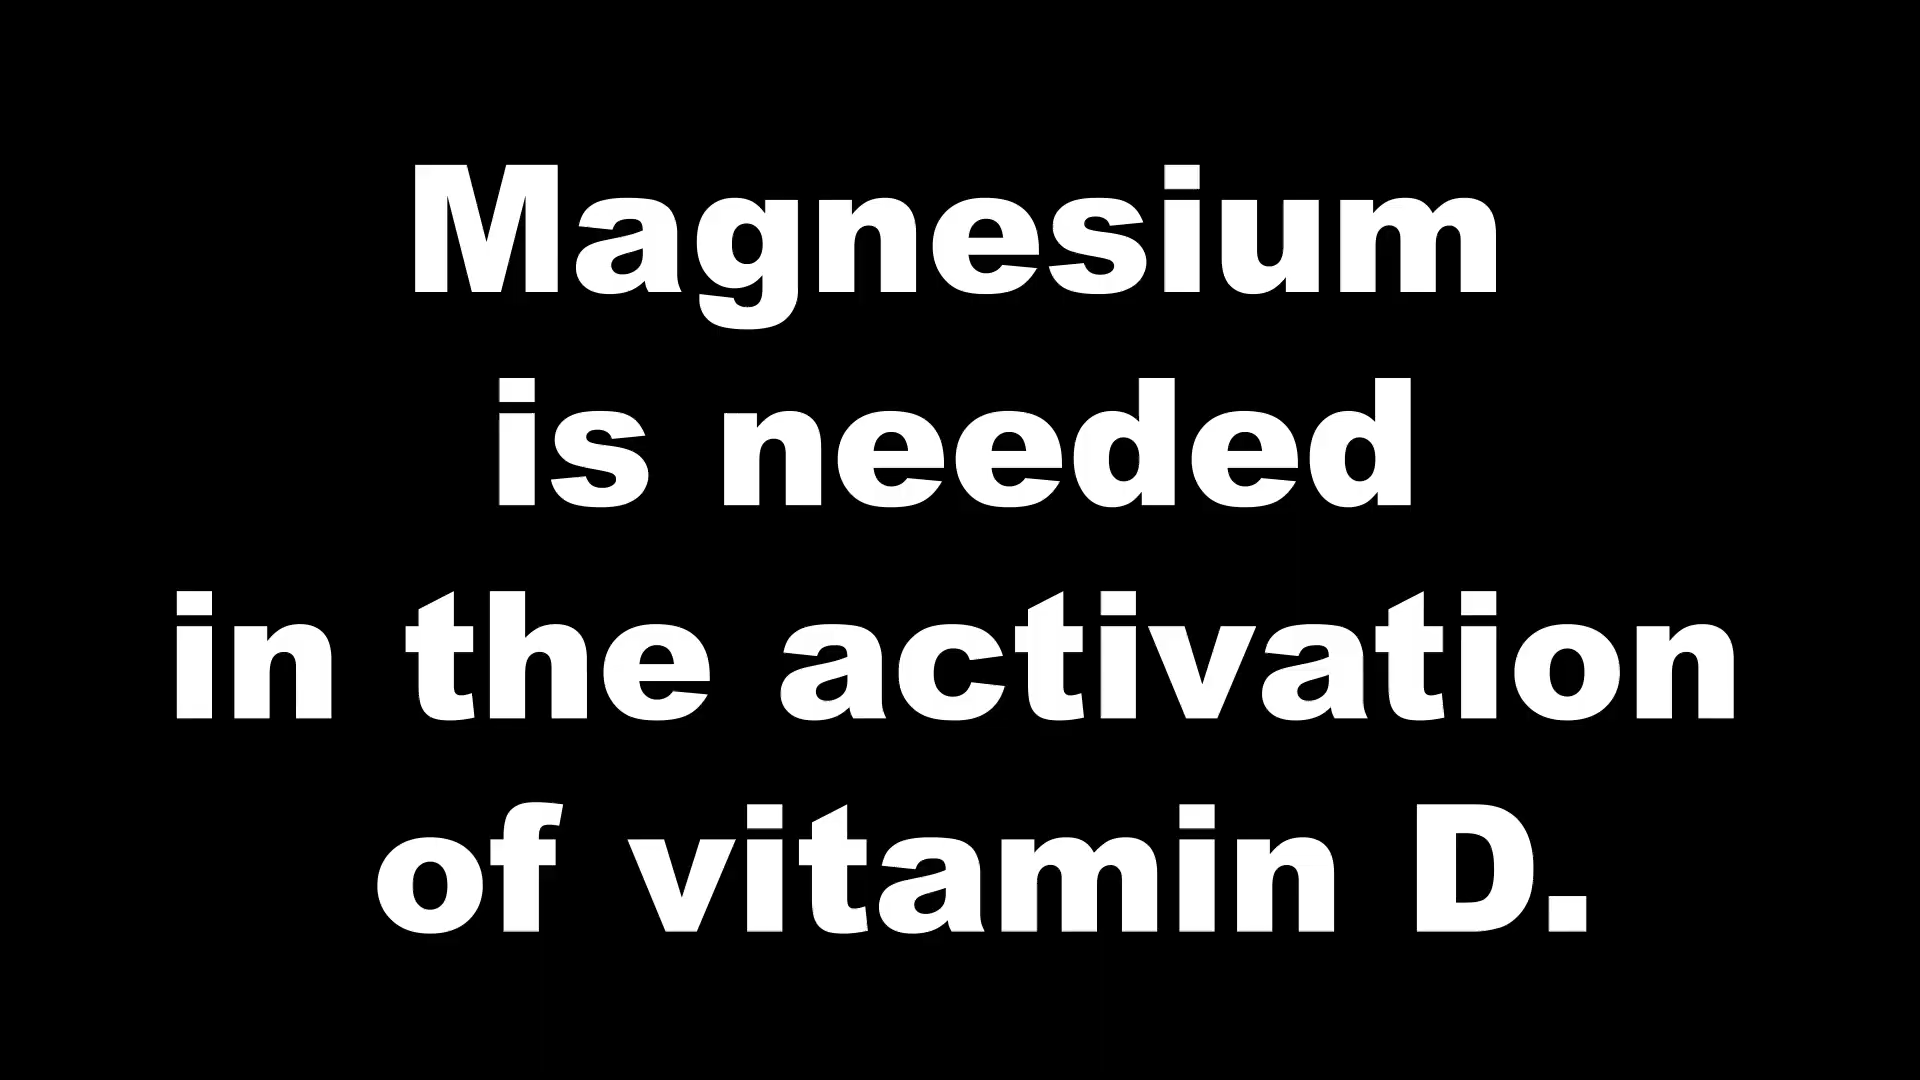 Magnesium
is needed
in the activation
of vitamin D.